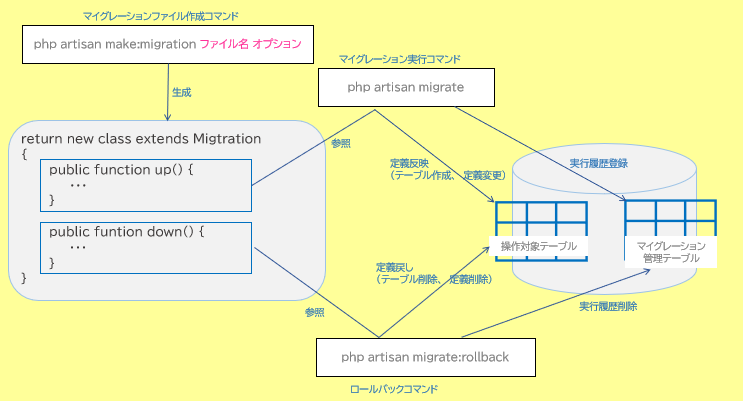 マイグレーションファイル作成コマンド
php artisan make:migration ファイル名 オプション
マイグレーション実行コマンド
php artisan migrate
生成
return new class extends Migtration
{
public function up() {
...
}
public funtion down() {
...
}
}
参照
定義反映
(テーブル作成、定義変更)
実行履歴登録
操作対象テーブル
マイグレーション
管理テーブル
定義戻し
(テーブル削除、定義削除)
参照
実行履歴削除
php artisan migrate:rollback
ロールバックコマンド